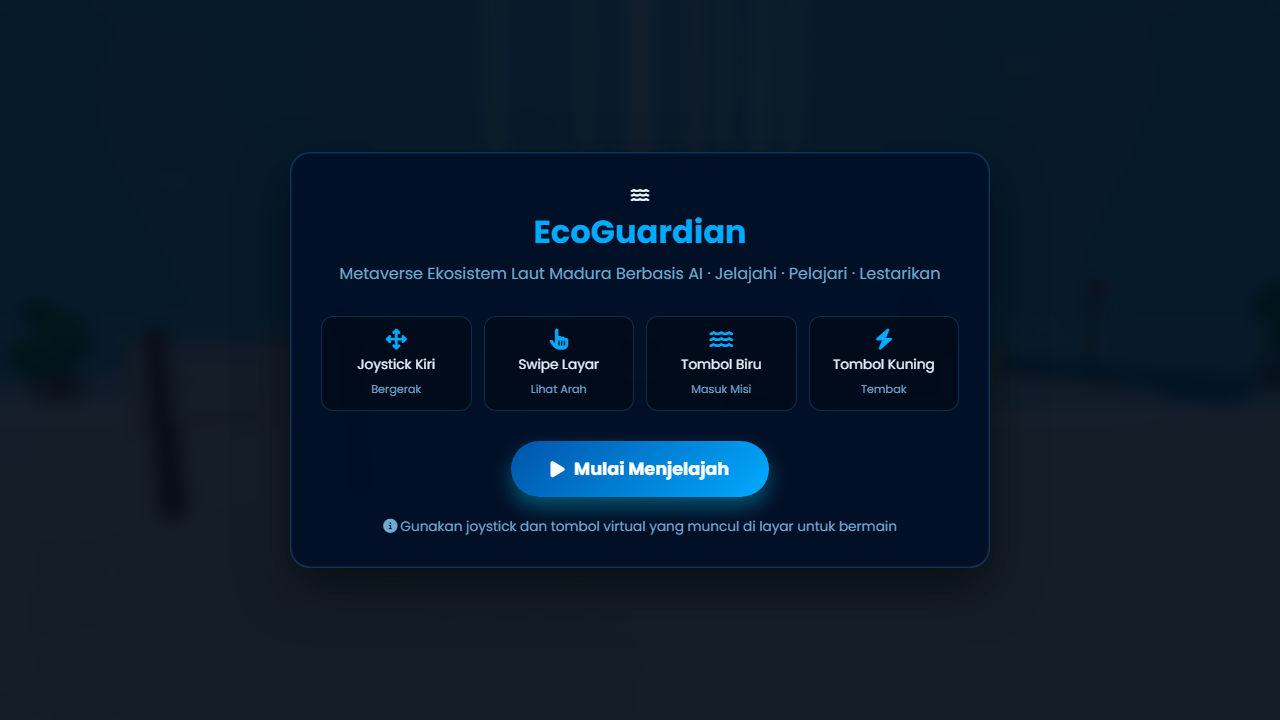 EcoGuardian
Metaverse Ekosistem Laut Madura Berbasis AI · Jelajahi · Pelajari · Lestarikan
Joystick Kiri
Bergerak
Swipe Layar
Lihat Arah
Tombol Biru
Masuk Misi
Tombol Kuning
Tembak
Mulai Menjelajah
Gunakan joystick dan tombol virtual yang muncul di layar untuk bermain